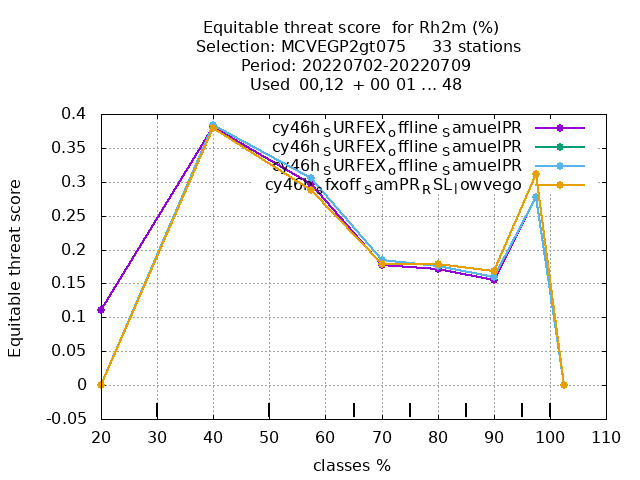 Equitable threat score  for Rh2m (%)
Selection: MCVEGP2gt075     33 stations
Period: 20220702-20220709
Used  00,12  + 00 01 ... 48
cy46h_SURFEX_offline_SamuelPR
cy46h_SURFEX_offline_SamuelPR
cy46h_SURFEX_offline_SamuelPR
cy46h_sfxoff_SamPR_RSL_lowvego
Equitable threat score
0.4
0.35
0.3
0.25
0.2
0.15
0.1
0.05
0
-0.05
20 30 40 50 60 70 80 90 100 110
classes %